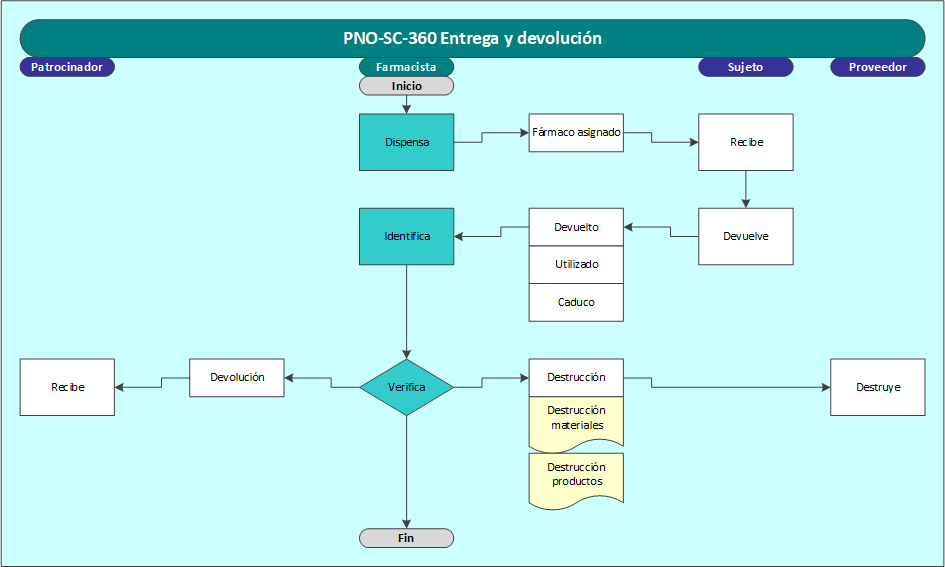 PNO-SC-360 Entrega y devolución
Patrocinador
Farmacista
Sujeto
Proveedor
Inicio
Dispensa
Fármaco asignado
Recibe
Identifica
Devuelto
Devuelve
Utilizado
Caduco
Recibe
Devolución
Verifica
Destrucción
Destruye
Destrucción
materiales
Destrucción
productos
Fin